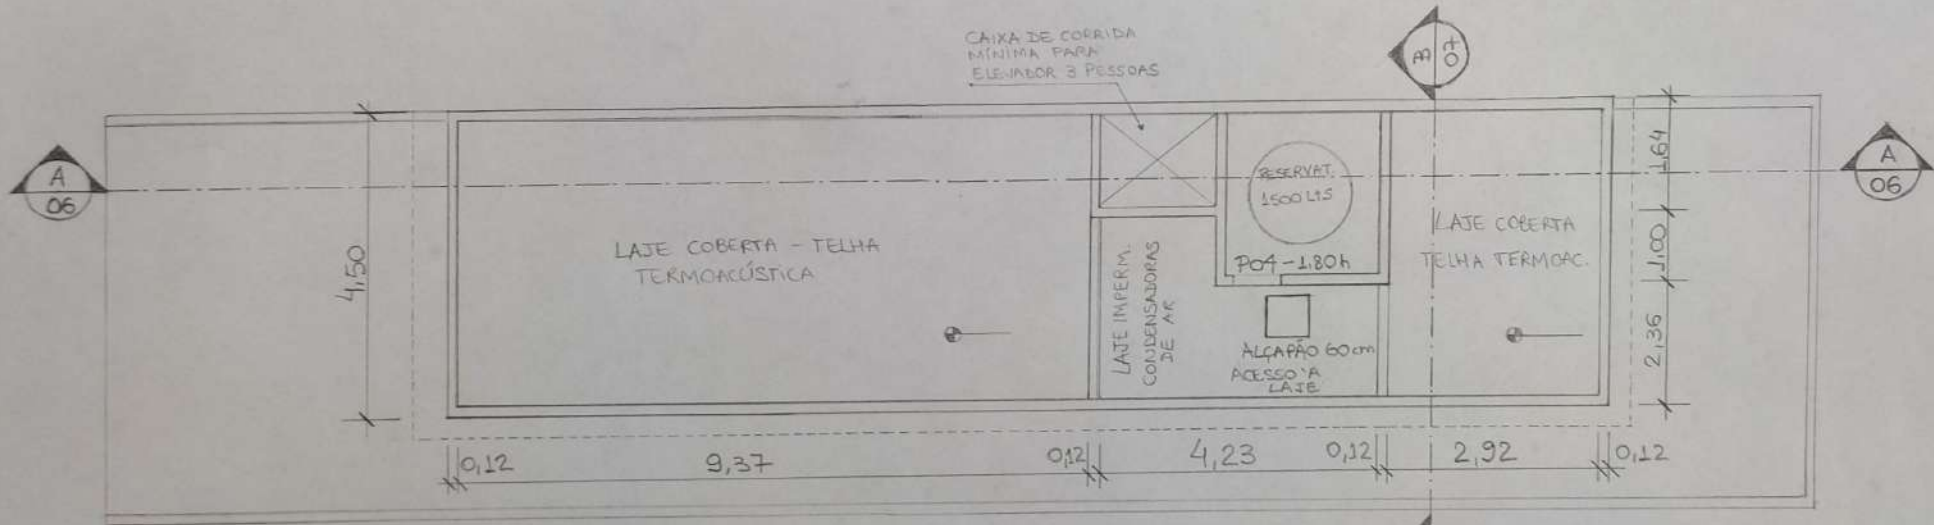 CAIXA DE CORRIDA
MÍNIMA PARA
ELEVADOR 3 PESSOAS
A
06
B
07
A
06
4,50
LAJE COBERTA - TELHA
TERMOACÚSTICA
LAJE IMPERM.
CONDENSADORAS
DE AR
RESERVAT.
1500 LTS
PO4-1.80h
ALÇAPÃO 60cm
ACESSO À
LAJE
LAJE COBERTA
TELHA TERMOAC.
1,64
1,00
2,36
0,12
9,37
0,12
4,23
0,12
2,92
0,12